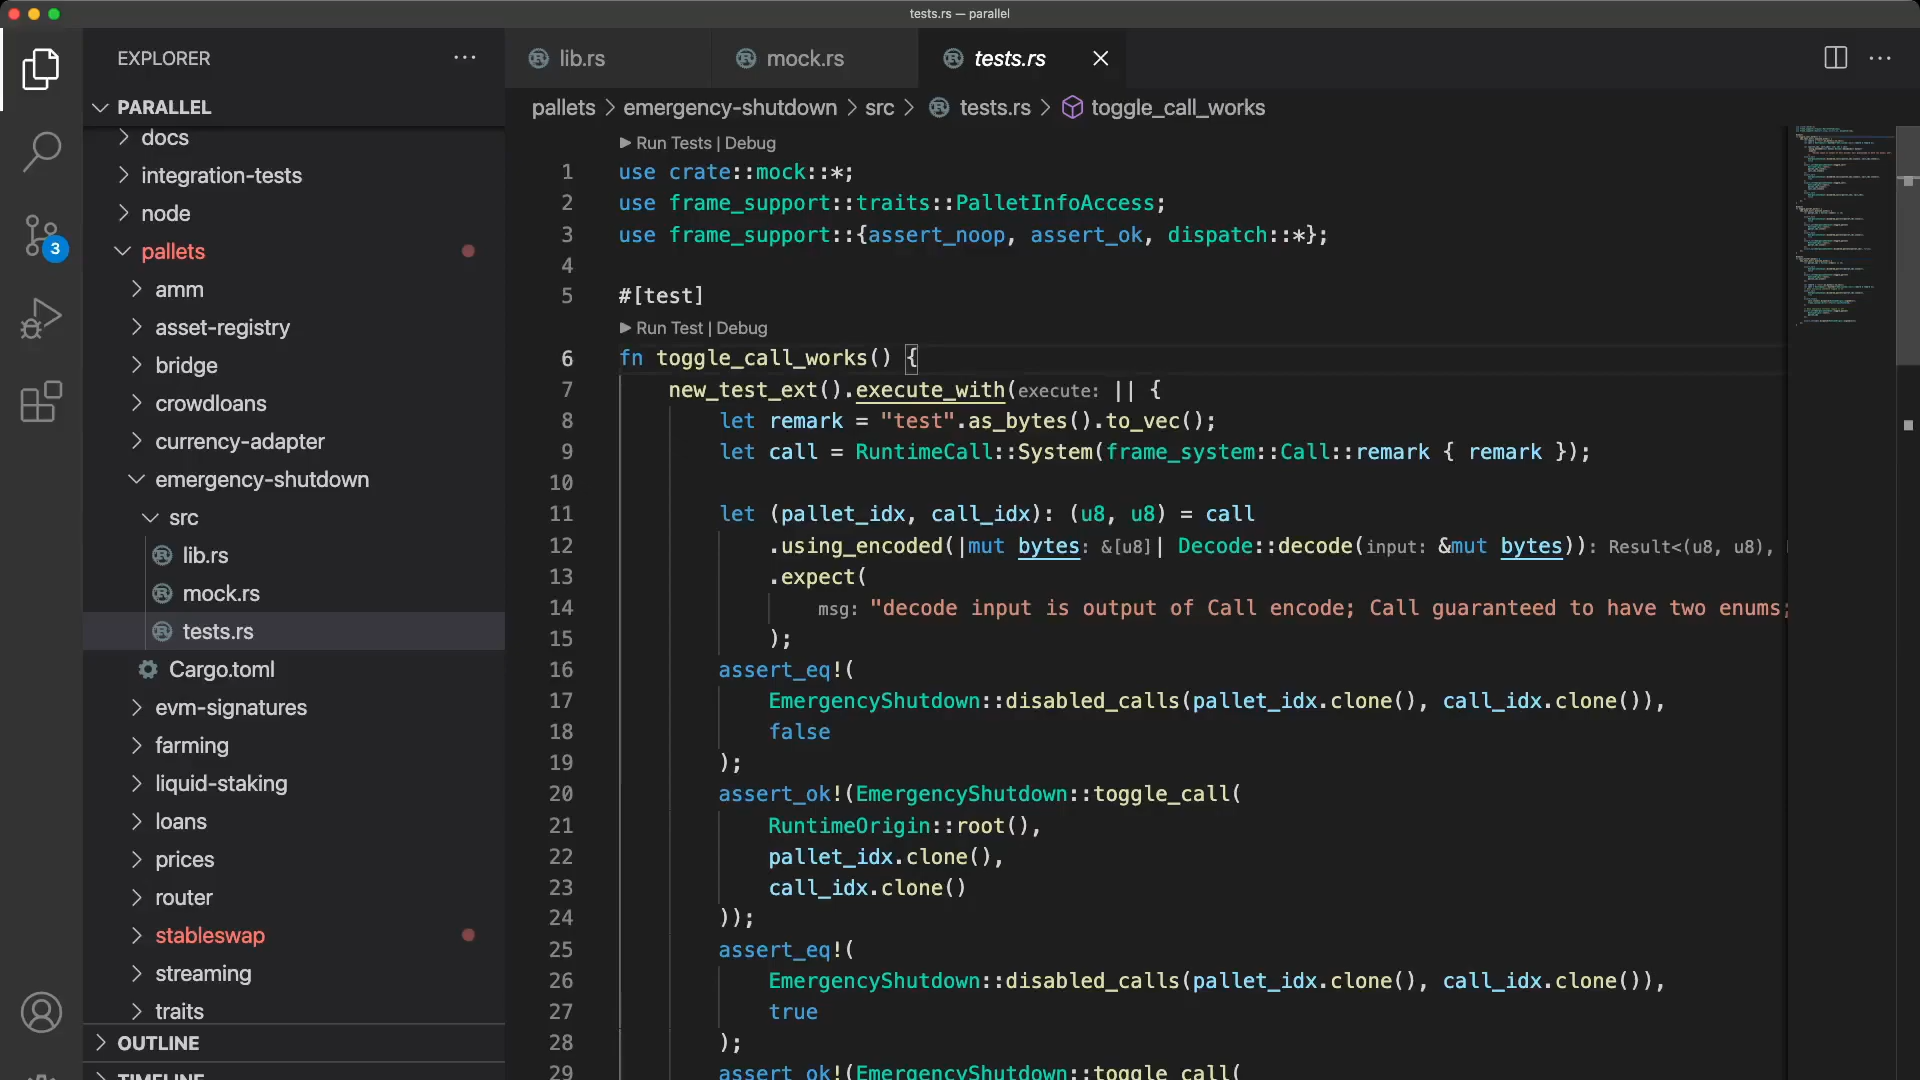 tests.rs — parallel
EXPLORER
lib.rs
mock.rs
tests.rs
PARALLEL
pallets > emergency-shutdown > src > tests.rs > toggle_call_works
docs
integration-tests
node
pallets
amm
asset-registry
bridge
crowdloans
currency-adapter
emergency-shutdown
src
lib.rs
mock.rs
tests.rs
Cargo.toml
evm-signatures
farming
liquid-staking
loans
prices
router
stableswap
streaming
traits
OUTLINE
TIMELINE
3
Run Tests | Debug
1 use crate::mock::*;
2 use frame_support::traits::PalletInfoAccess;
3 use frame_support::{assert_noop, assert_ok, dispatch::*};
4
5 #[test]
Run Test | Debug
6 fn toggle_call_works() {
7 new_test_ext().execute_with(execute: || {
8 let remark = "test".as_bytes().to_vec();
9 let call = RuntimeCall::System(frame_system::Call::remark { remark });
10
11 let (pallet_idx, call_idx): (u8, u8) = call
12 .using_encoded(|mut bytes: &[u8]| Decode::decode(input: &mut bytes)): Result<(u8, u8),
13 .expect(
14 msg: "decode input is output of Call encode; Call guaranteed to have two enums;
15 );
16 assert_eq!(
17 EmergencyShutdown::disabled_calls(pallet_idx.clone(), call_idx.clone()),
18 false
19 );
20 assert_ok!(EmergencyShutdown::toggle_call(
21 RuntimeOrigin::root(),
22 pallet_idx.clone(),
23 call_idx.clone()
24 ));
25 assert_eq!(
26 EmergencyShutdown::disabled_calls(pallet_idx.clone(), call_idx.clone()),
27 true
28 );
29 assert_ok!(EmergencyShutdown::toggle_call(